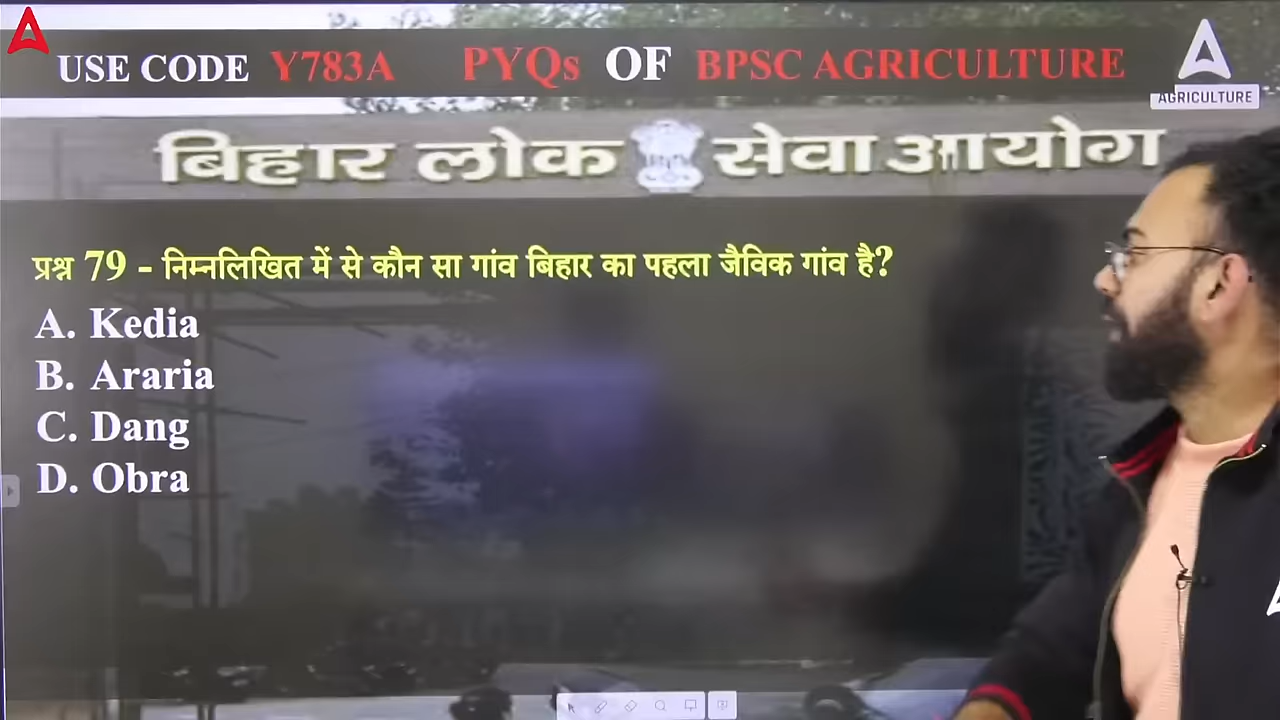 USE CODE Y783A PYQs OF BPSC AGRICULTURE
AGRICULTURE
बिहार लोक सेवा आयोग
प्रश्न 79 - निम्नलिखित में से कौन सा गांव बिहार का पहला जैविक गांव है?
A. Kedia
B. Araria
C. Dang
D. Obra